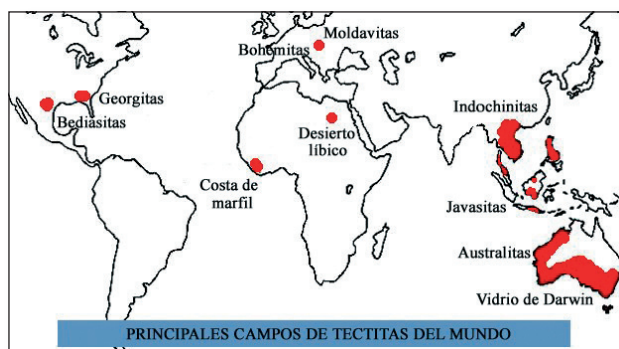 Moldavitas
Bohemitas
Georgitas
Bediasitas
Indochinitas
Desierto
líbico
Costa de
marfil
Javasitas
Australitas
Vidrio de Darwin
PRINCIPALES CAMPOS DE TECTITAS DEL MUNDO